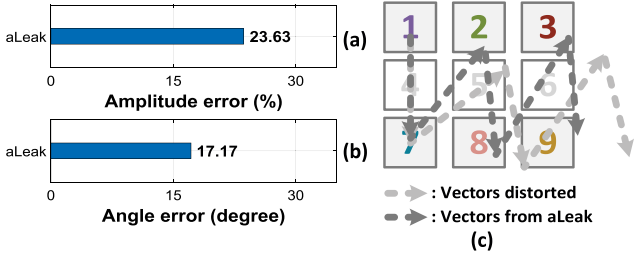 aLeak
23.63
0 15 30
Amplitude error (%)
(a)
aLeak
17.17
0 15 30
Angle error (degree)
(b)
1 2 3
4 5 6
7 8 9
: Vectors distorted
: Vectors from aLeak
(c)